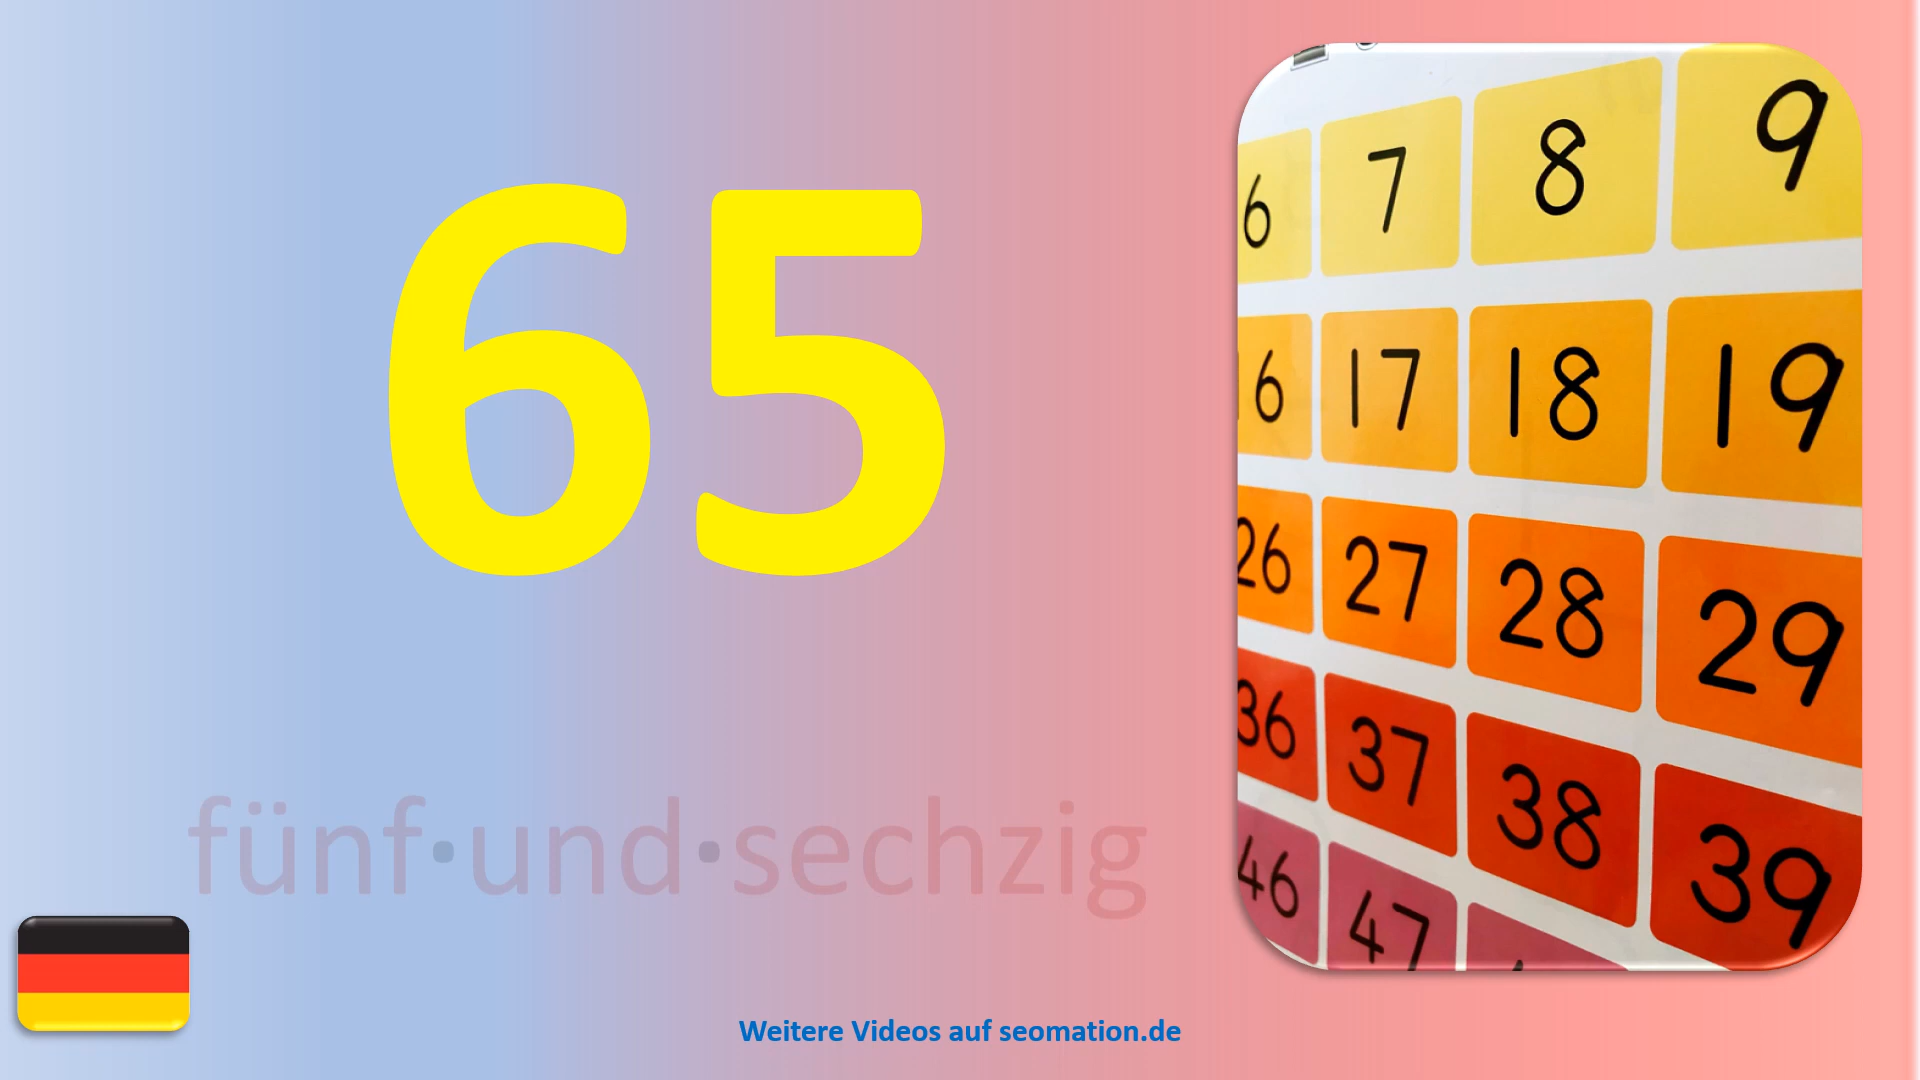 65
fünf·und·sechzig
6 7 8 9
16 17 18 19
26 27 28 29
36 37 38 39
46 47
Weitere Videos auf seomation.de